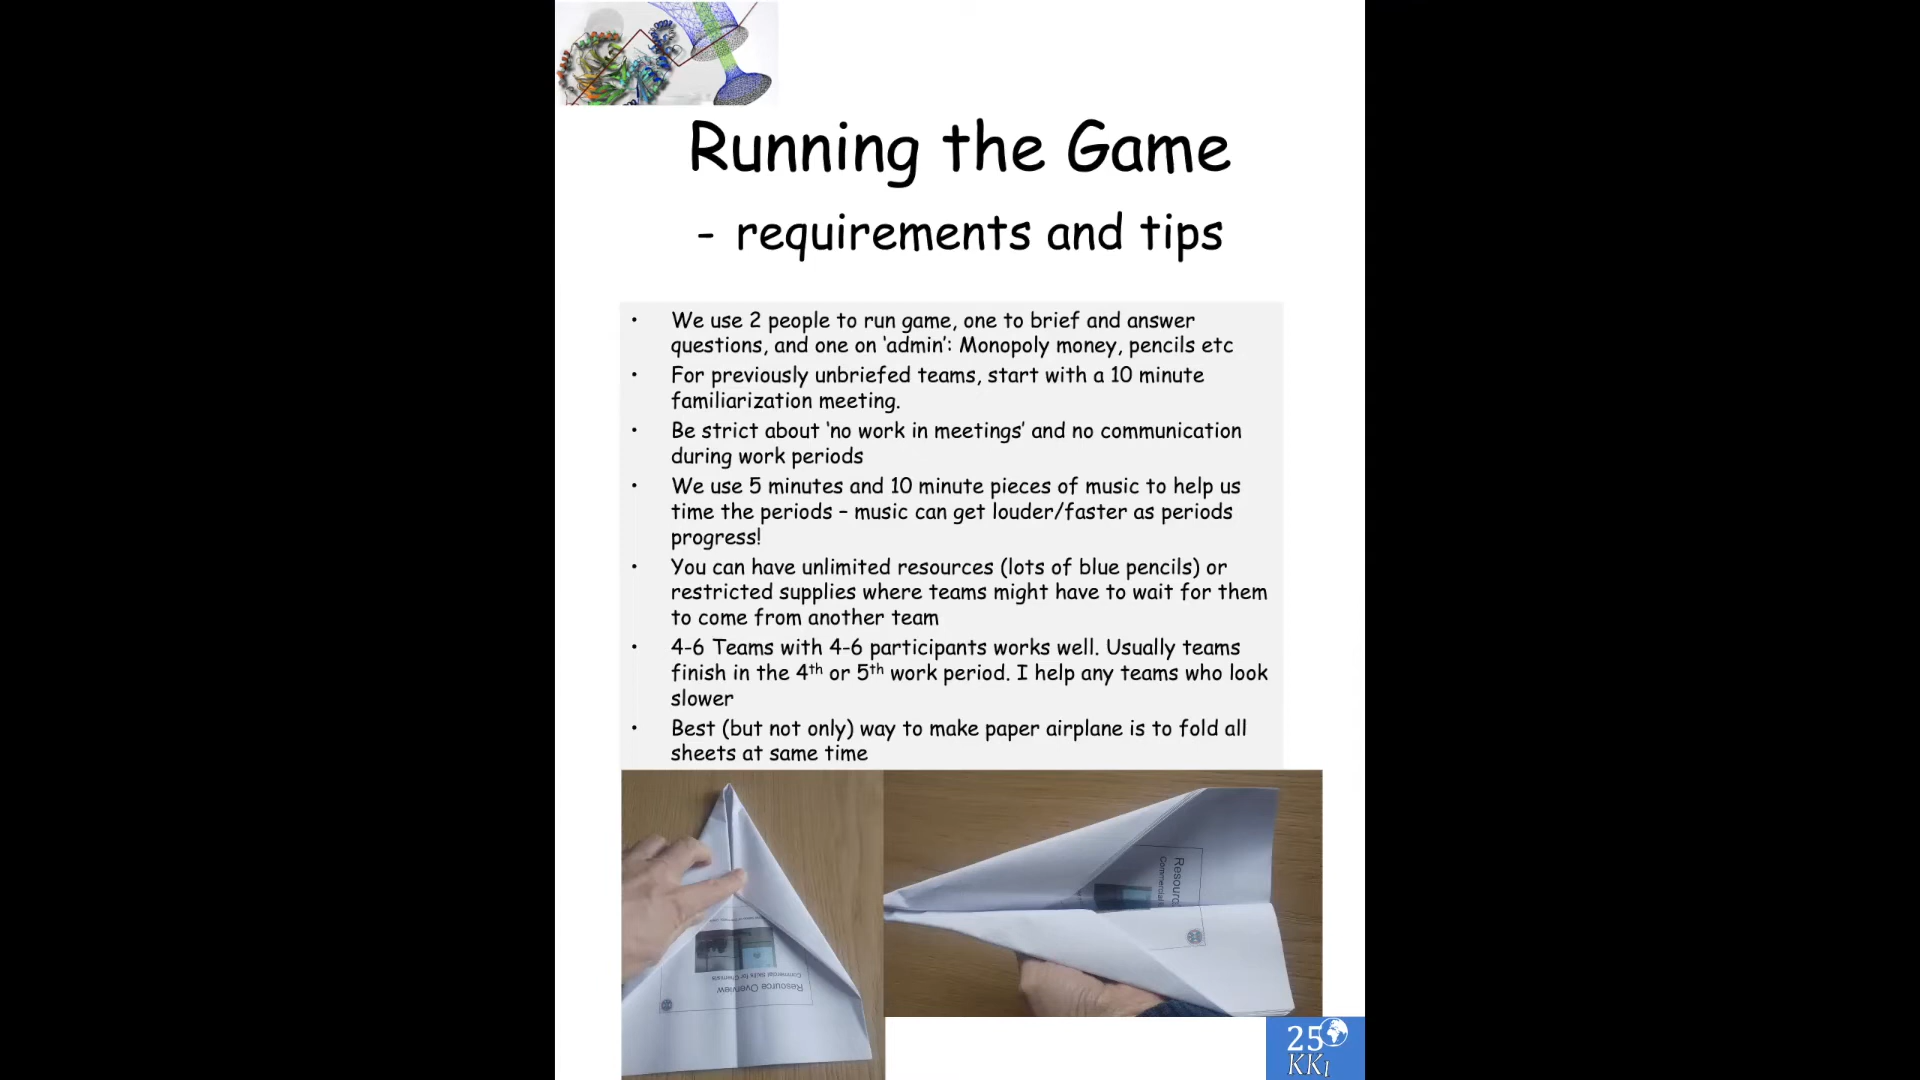 Running the Game
- requirements and tips
• We use 2 people to run game, one to brief and answer
questions, and one on ‘admin’: Monopoly money, pencils etc
• For previously unbriefed teams, start with a 10 minute
familiarization meeting.
• Be strict about ‘no work in meetings’ and no communication
during work periods
• We use 5 minutes and 10 minute pieces of music to help us
time the periods – music can get louder/faster as periods
progress!
• You can have unlimited resources (lots of blue pencils) or
restricted supplies where teams might have to wait for them
to come from another team
• 4-6 Teams with 4-6 participants works well. Usually teams
finish in the 4th or 5th work period. I help any teams who look
slower
• Best (but not only) way to make paper airplane is to fold all
sheets at same time
Commercial Skills for Chemists
Resource Overview
Resourc
Commercial
25
KKI